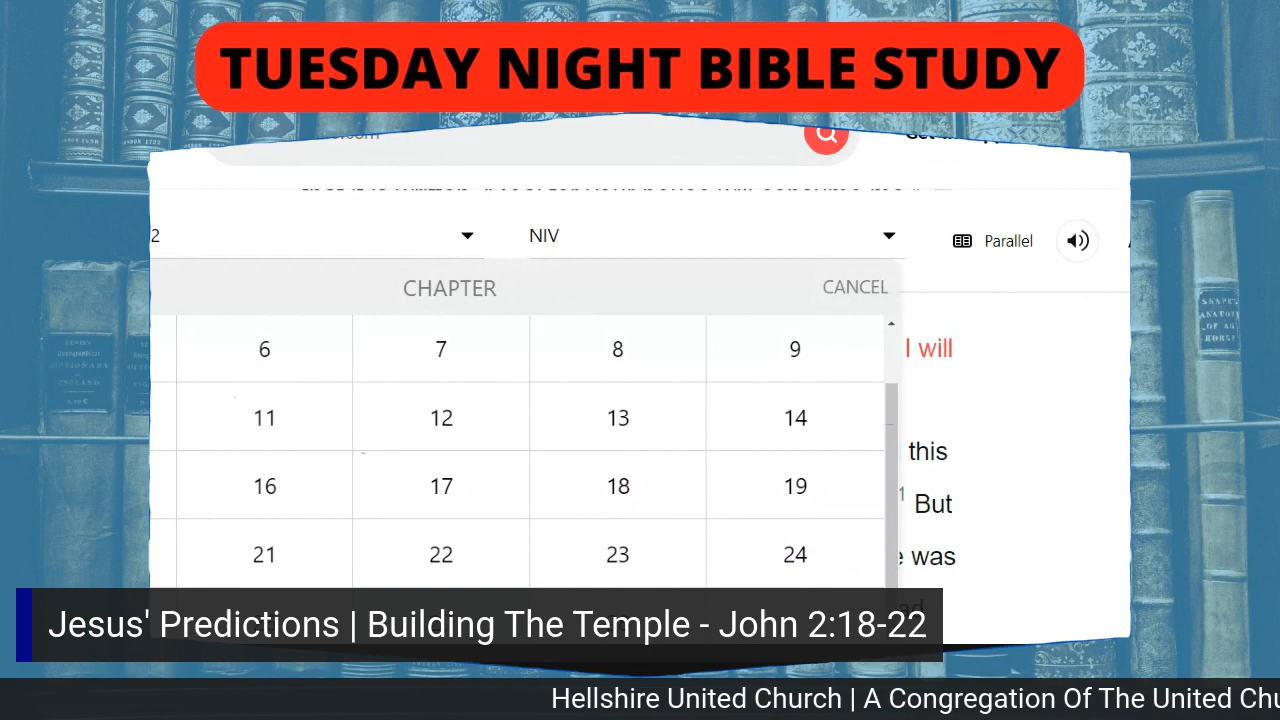 TUESDAY NIGHT BIBLE STUDY
2
NIV
Parallel
CHAPTER
CANCEL
6 7 8 9
I will
11 12 13 14
this
16 17 18 19
1 But
21 22 23 24
e was
Jesus' Predictions | Building The Temple - John 2:18-22
Hellshire United Church | A Congregation Of The United Chu